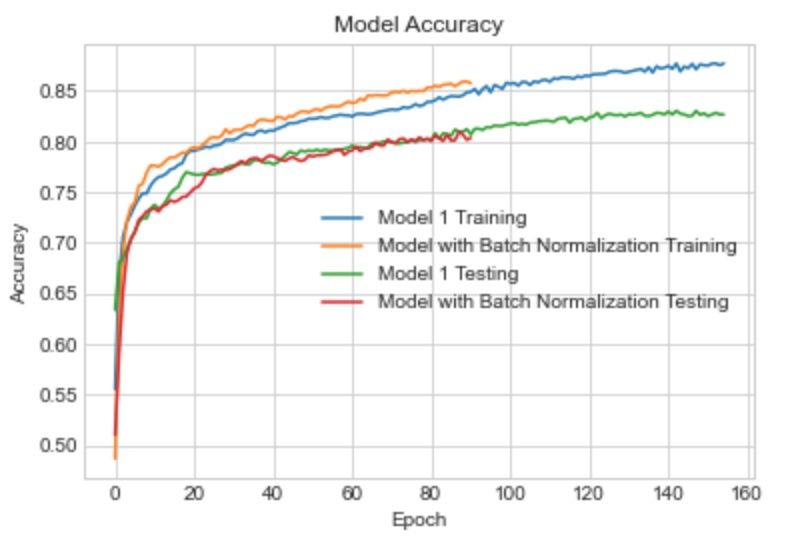 Model Accuracy
Accuracy
0.85
0.80
0.75
0.70
0.65
0.60
0.55
0.50
Model 1 Training
Model with Batch Normalization Training
Model 1 Testing
Model with Batch Normalization Testing
0 20 40 60 80 100 120 140 160
Epoch